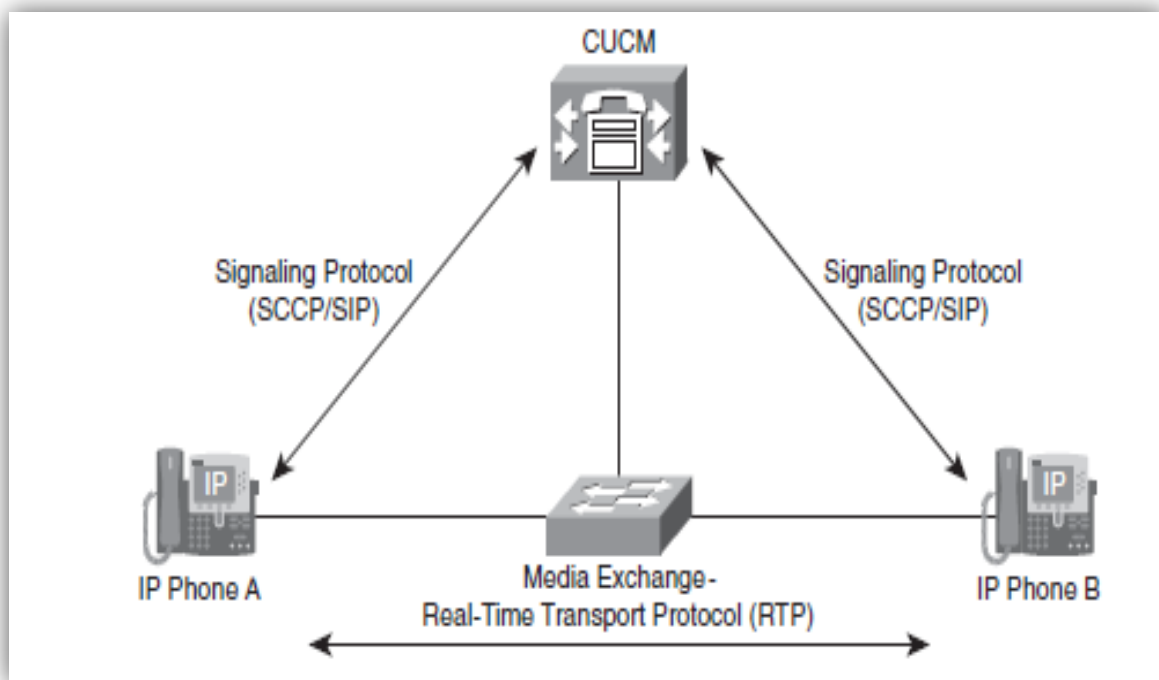 CUCM
Signaling Protocol
(SCCP/SIP)
Signaling Protocol
(SCCP/SIP)
IP
IP
IP Phone A
Media Exchange-
Real-Time Transport Protocol (RTP)
IP Phone B